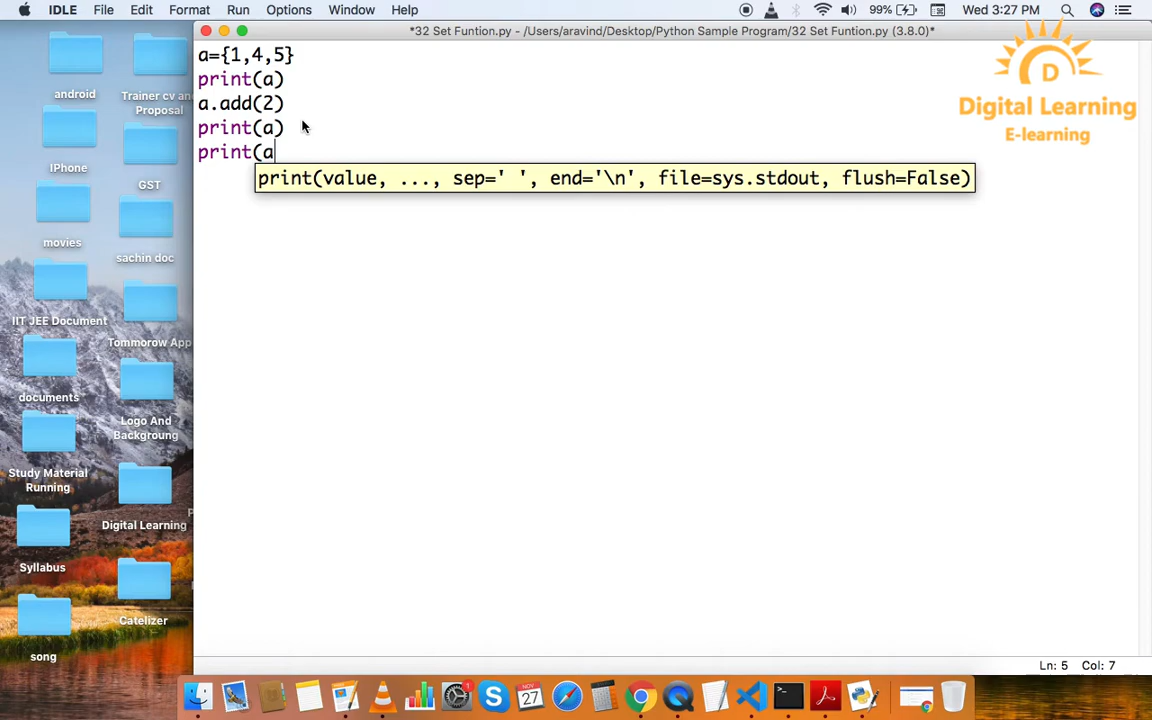 IDLE File Edit Format Run Options Window Help 99% Wed 3:27 PM
*32 Set Funtion.py - /Users/aravind/Desktop/Python Sample Program/32 Set Funtion.py (3.8.0)*
a={1,4,5}
print(a)
a.add(2)
print(a)
print(a
print(value, ..., sep=' ', end='\n', file=sys.stdout, flush=False)
D
Digital Learning
E-learning
android
Trainer cv and
Proposal
IPhone
GST
movies
sachin doc
IIT JEE Document
Tommorow App
documents
Logo And
Backgroung
Study Material
Running
Digital Learning
Syllabus
Catelizer
song
Ln: 5 Col: 7
NOV
27
1